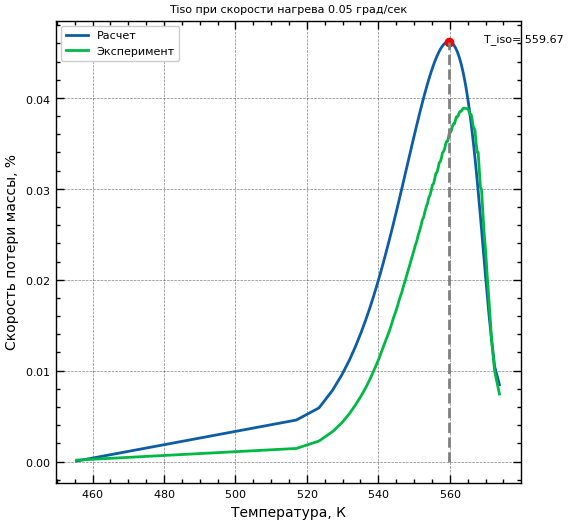 Tiso при скорости нагрева 0.05 град/сек
Расчет
Эксперимент
T_iso= 559.67
Скорость потери массы, %
0.04
0.03
0.02
0.01
0.00
460
480
500
520
540
560
Температура, К